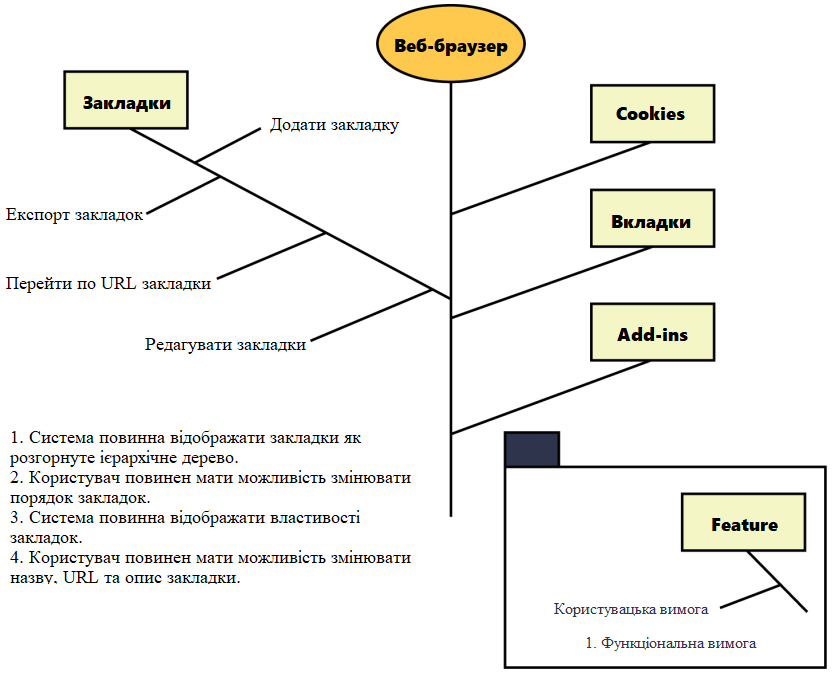 Веб-браузер
Закладки
Додати закладку
Експорт закладок
Перейти по URL закладки
Редагувати закладки
Cookies
Вкладки
Add-ins
1. Система повинна відображати закладки як
розгорнуте ієрархічне дерево.
2. Користувач повинен мати можливість змінювати
порядок закладок.
3. Система повинна відображати властивості
закладок.
4. Користувач повинен мати можливість змінювати
назву, URL та опис закладки.
Feature
Користувацька вимога
1. Функціональна вимога